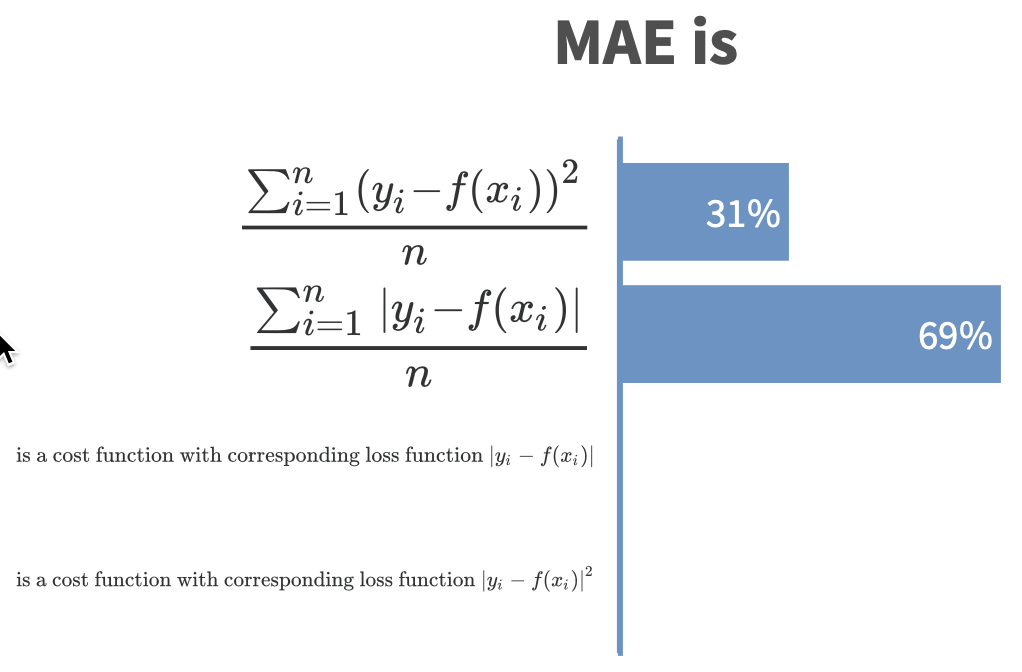 MAE is
\frac{\sum_{i=1}^{n}(y_i - f(x_i))^2}{n}
31%
\frac{\sum_{i=1}^{n}|y_i - f(x_i)|}{n}
69%
is a cost function with corresponding loss function |y_i − f(x_i)|
is a cost function with corresponding loss function |y_i − f(x_i)|^2